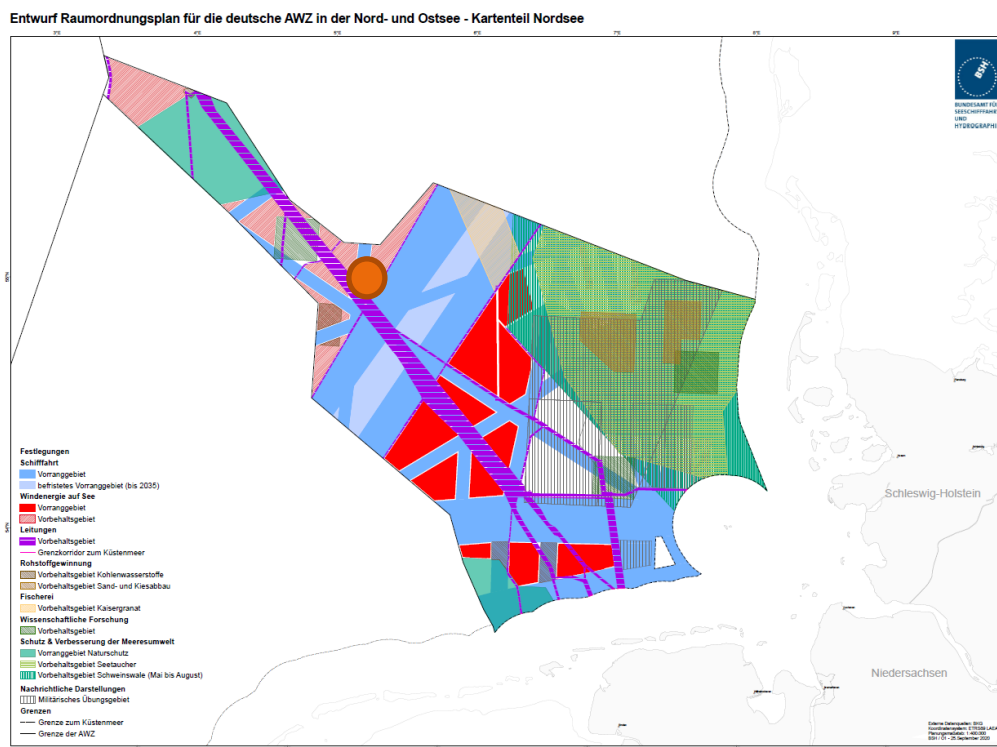 Entwurf Raumordnungsplan für die deutsche AWZ in der Nord- und Ostsee - Kartenteil Nordsee
BSH
BUNDESAMT FÜR
SEESCHIFFFAHRT
UND
HYDROGRAPHIE
Festlegungen
Schifffahrt
Vorranggebiet
befristetes Vorranggebiet (bis 2035)
Windenergie auf See
Vorranggebiet
Vorbehaltsgebiet
Leitungen
Vorbehaltsgebiet
Grenzkorridor zum Küstenmeer
Rohstoffgewinnung
Vorbehaltsgebiet Kohlenwasserstoffe
Vorbehaltsgebiet Sand- und Kiesabbau
Fischerei
Vorbehaltsgebiet Kaisergranat
Wissenschaftliche Forschung
Vorbehaltsgebiet
Schutz & Verbesserung der Meeresumwelt
Vorranggebiet Naturschutz
Vorbehaltsgebiet Seetaucher
Vorbehaltsgebiet Schweinswale (Mai bis August)
Nachrichtliche Darstellungen
Militärisches Übungsgebiet
Grenzen
Grenze zum Küstenmeer
Grenze der AWZ
Schleswig-Holstein
Niedersachsen